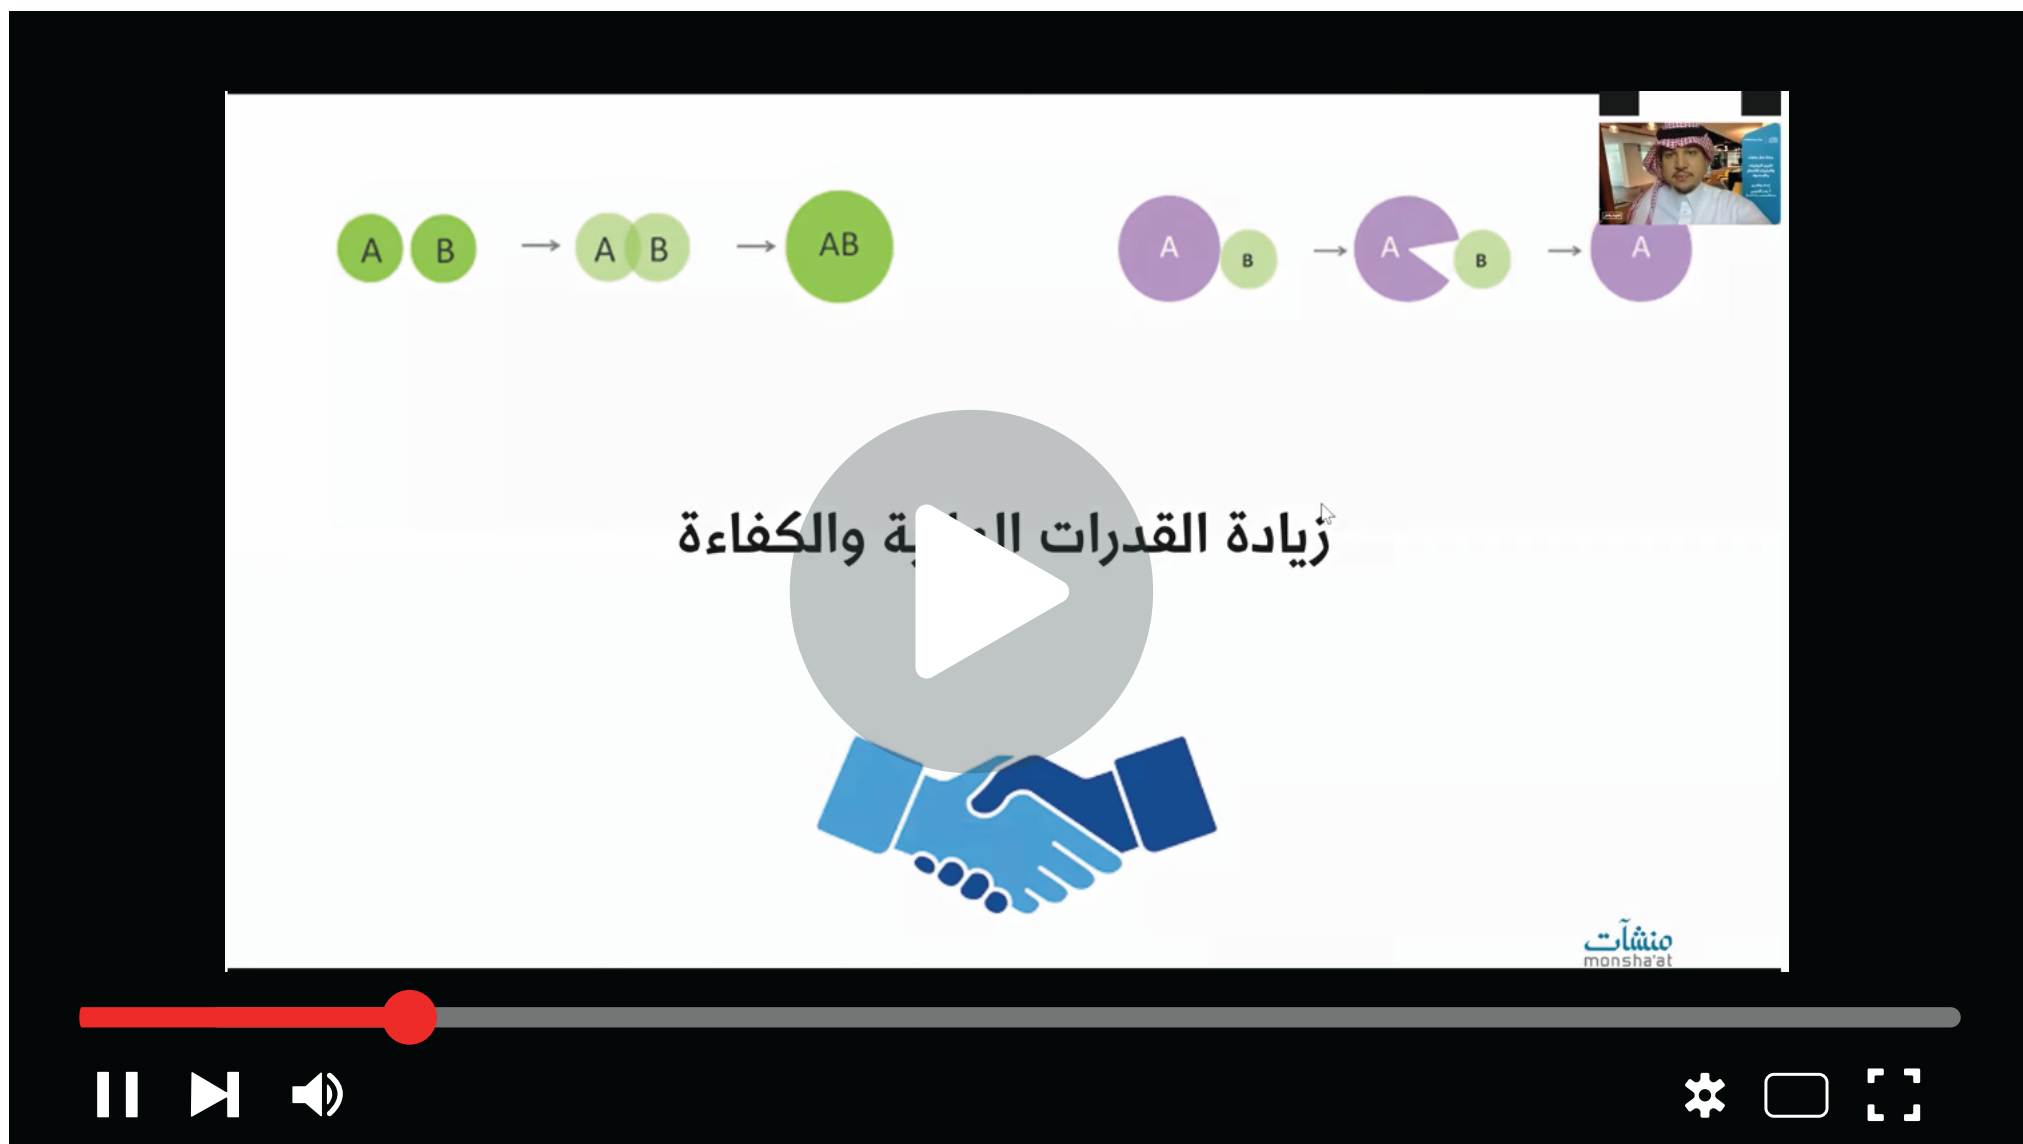 A B → A B → AB
A B → A B → A
زيادة القدرات والكفاءة
منشآت
monsha'at